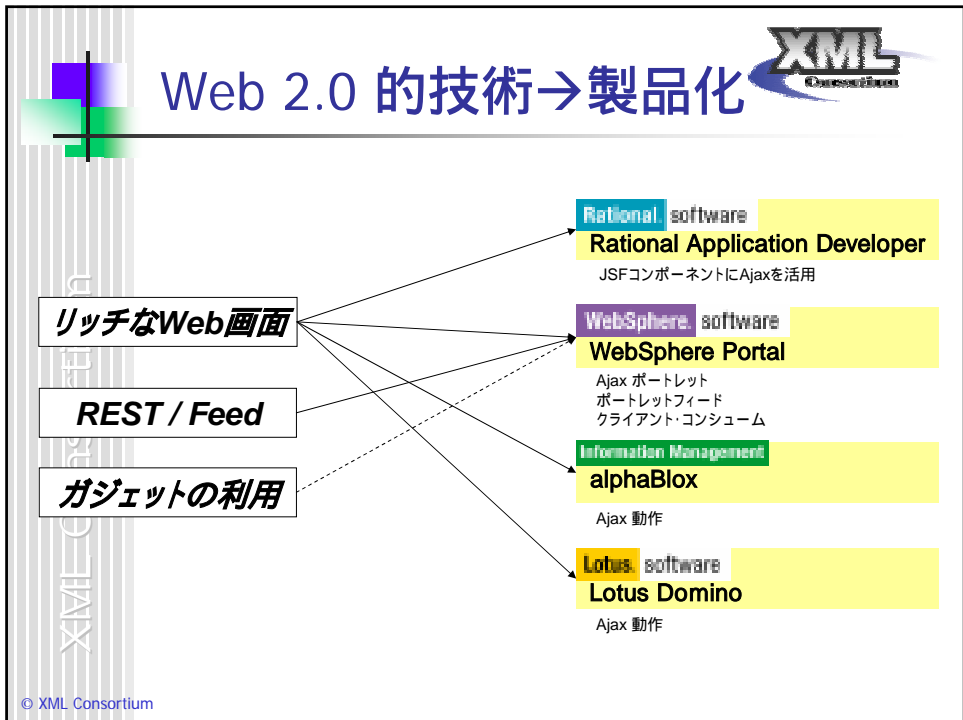 Web 2.0 的技術→製品化
XML
Consortium
Rational. software
Rational Application Developer
JSFコンポーネントにAjaxを活用
リッチなWeb画面
WebSphere. software
WebSphere Portal
Ajax ポートレット
ポートレットフィード
クライアント・コンシューム
REST / Feed
Information Management
alphaBlox
Ajax 動作
ガジェットの利用
Lotus. software
Lotus Domino
Ajax 動作
XML Consortium
© XML Consortium